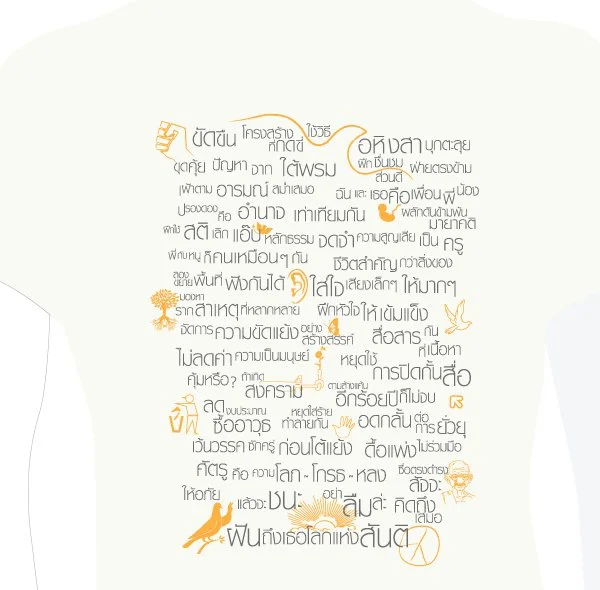 ขัดขืน โครงสร้างที่กดขี่ ใช้วิธี อหิงสา บุกตะลุย
ขุดคุ้ย ปัญหา จาก ใต้พรม ฝึกชื่นชมส่วนดี ฝ่ายตรงข้าม
เฝ้าตาม อารมณ์ สม่ำเสมอ ฉัน และ เธอ คือ เพื่อน พี่ น้อง
ปรองดอง คือ อำนาจ เท่าเทียมกัน ผลักดันข้ามพ้น มายาคติ
ฝึกใช้ สติ เลิก แอ๊บ หลักธรรม จดจำ ความสูญเสีย เป็น ครู
พี่กับหนู ก็คนเหมือนๆ กัน ชีวิตสำคัญ กว่าสิ่งของ
ลองขยายพื้นที่ ฟังกันได้ ใส่ใจ เสียงเล็กๆ ให้มากๆ
มองหา ราก สาเหตุ ที่หลากหลาย ฝึกหัวใจ ให้ เข้มแข็ง
จัดการ ความขัดแย้ง อย่างสร้างสรรค์ สื่อสาร กัน ที่ เนื้อหา
ไม่ลดค่า ความเป็นมนุษย์ หยุดใช้ การปิดกั้น สื่อ
คุ้มหรือ? ถ้าเกิด สงคราม ตามล้างแค้น อีกร้อยปี ก็ไม่จบ
ลด งบประมาณ ซื้ออาวุธ หยุดใส่ร้าย ทำลายกัน อดกลั้น ต่อ การ ยั่วยุ
เว้นวรรค ซักครู่ ก่อนโต้แย้ง ดื้อแพ่ง ไม่ร่วมมือ
ศัตรู คือ ความ โลภ - โกรธ - หลง ซื่อตรงดำรง สัจจะ
ให้อภัย แล้วจะ ชนะ อย่า ลืม ล่ะ คิดถึง เสมอ
ฝันถึงเธอโลกแห่งสันติ